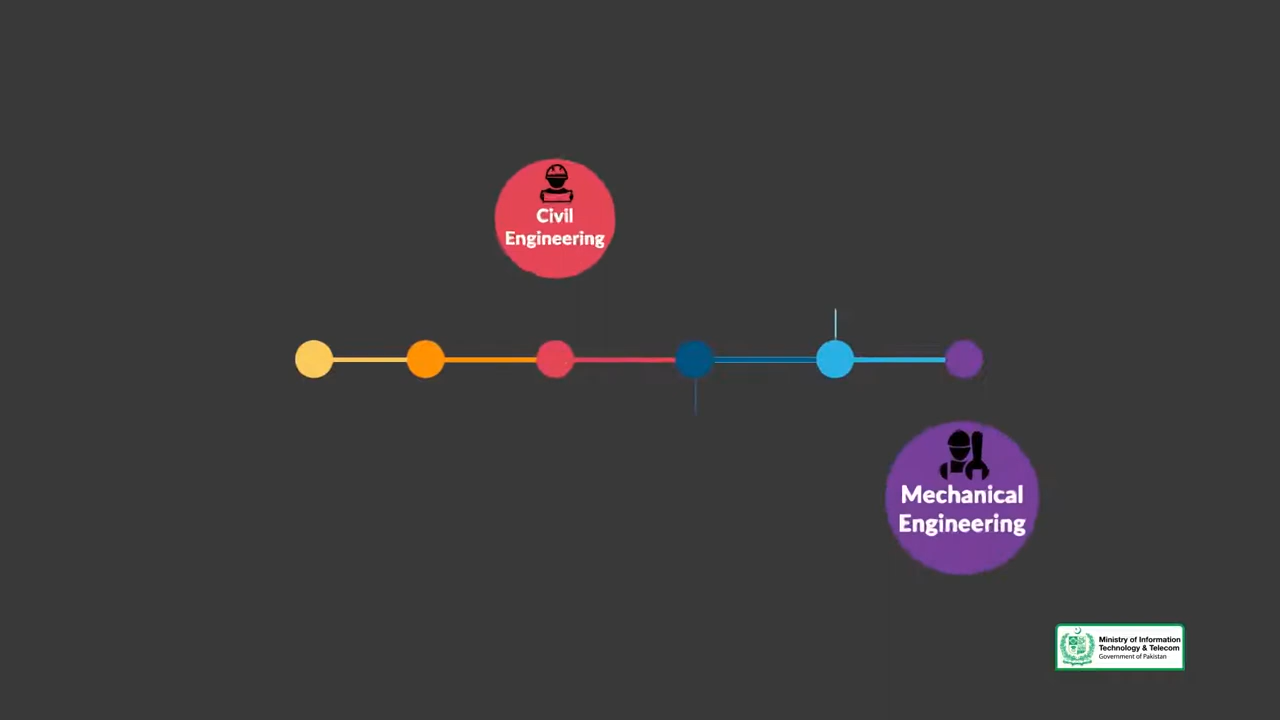 Civil
Engineering
Mechanical
Engineering
Ministry of Information
Technology & Telecom
Government of Pakistan